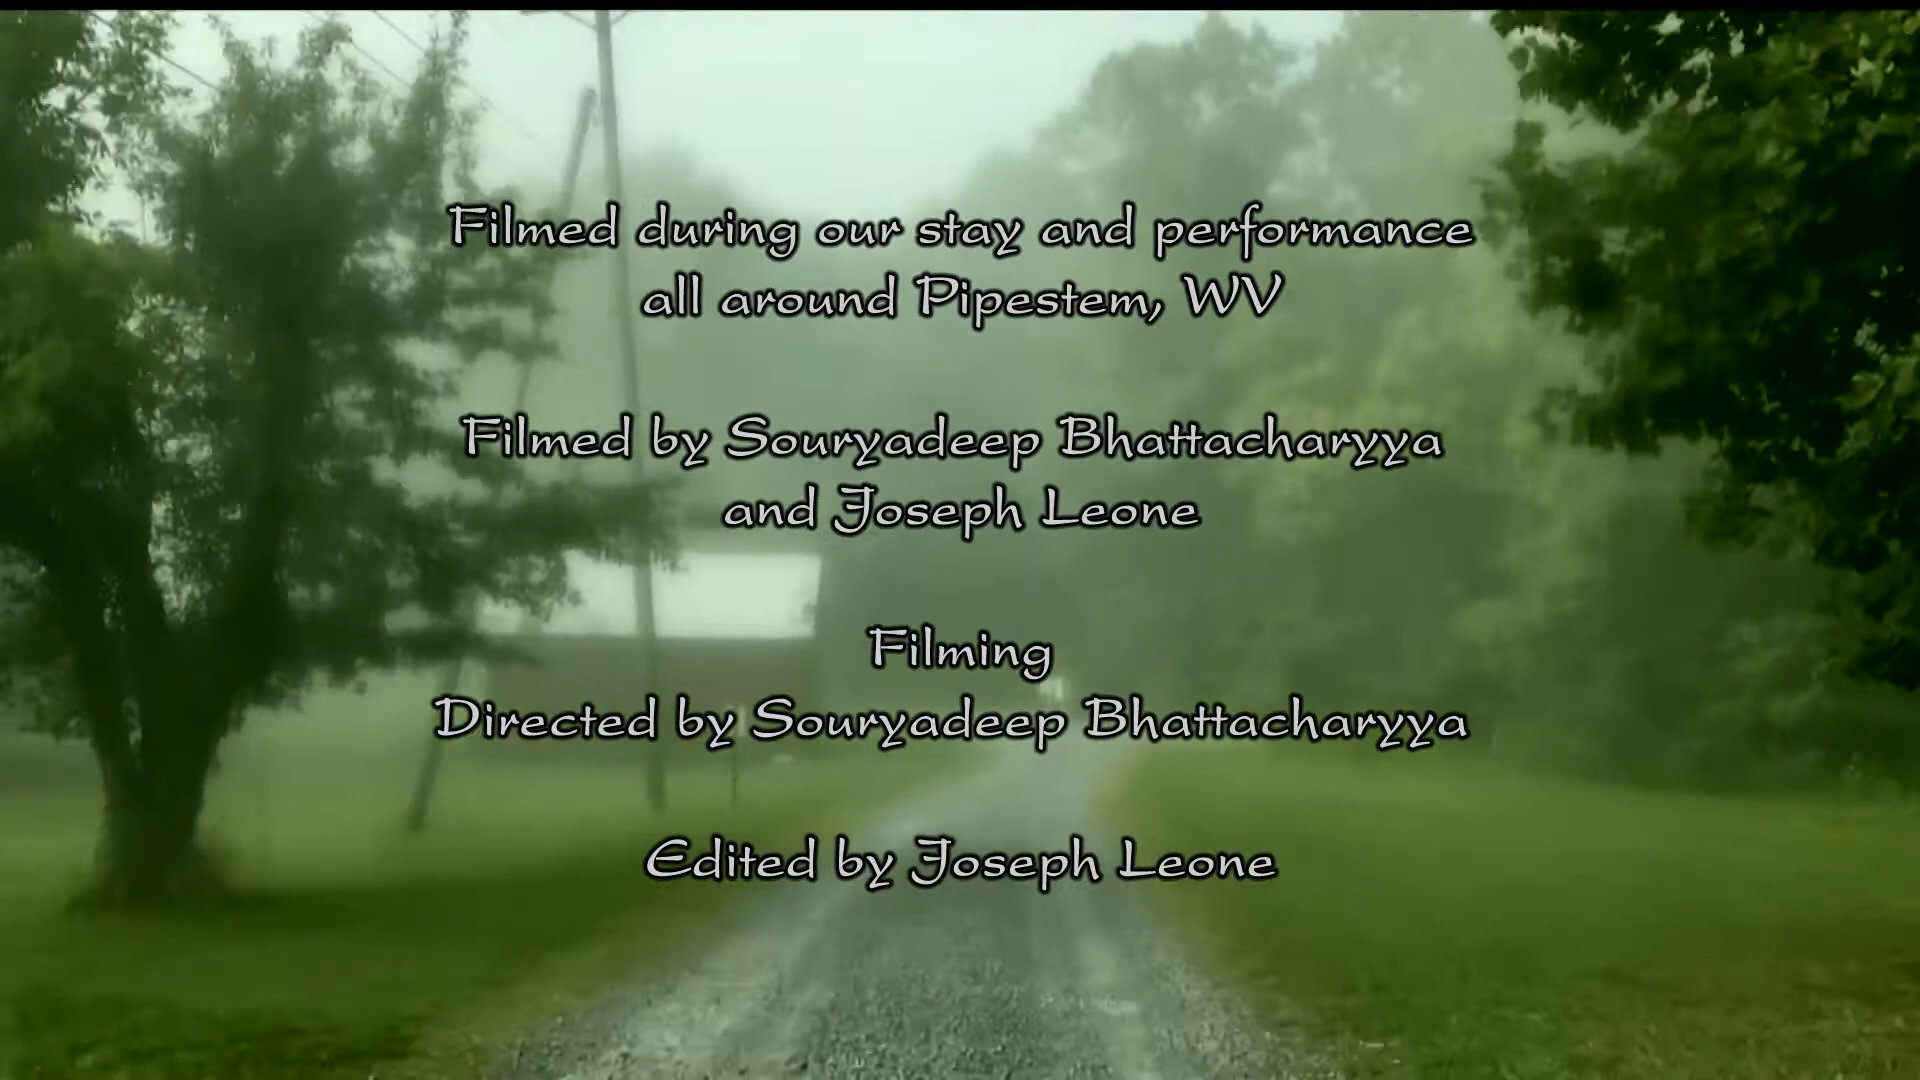 Filmed during our stay and performance
all around Pipestem, WV
Filmed by Souryadeep Bhattacharyya
and Joseph Leone
Filming
Directed by Souryadeep Bhattacharyya
Edited by Joseph Leone